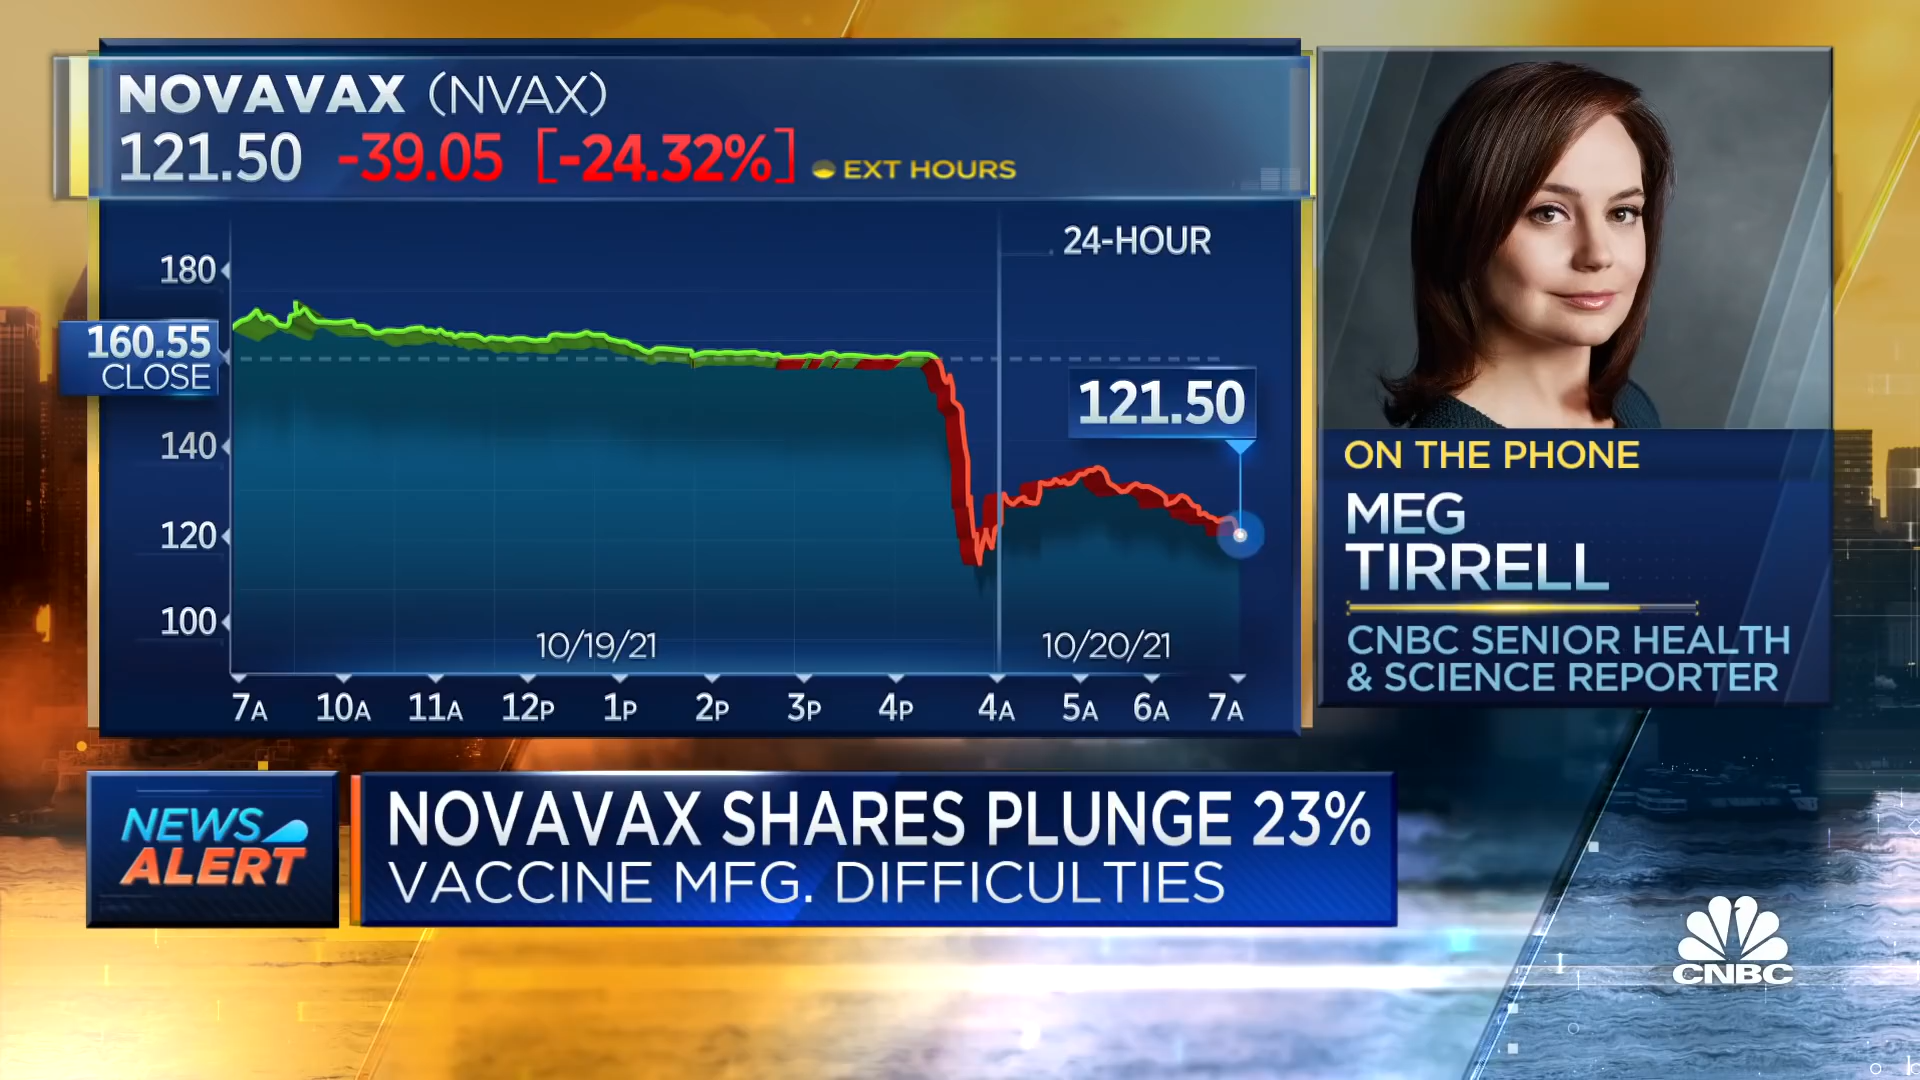 NOVAVAX (NVAX)
121.50 -39.05 [-24.32%] EXT HOURS
24-HOUR
180
160.55
CLOSE
140
120
100
121.50
10/19/21 10/20/21
7A 10A 11A 12P 1P 2P 3P 4P 4A 5A 6A 7A
ON THE PHONE
MEG
TIRRELL
CNBC SENIOR HEALTH
& SCIENCE REPORTER
NEWS
ALERT
NOVAVAX SHARES PLUNGE 23%
VACCINE MFG. DIFFICULTIES
CNBC